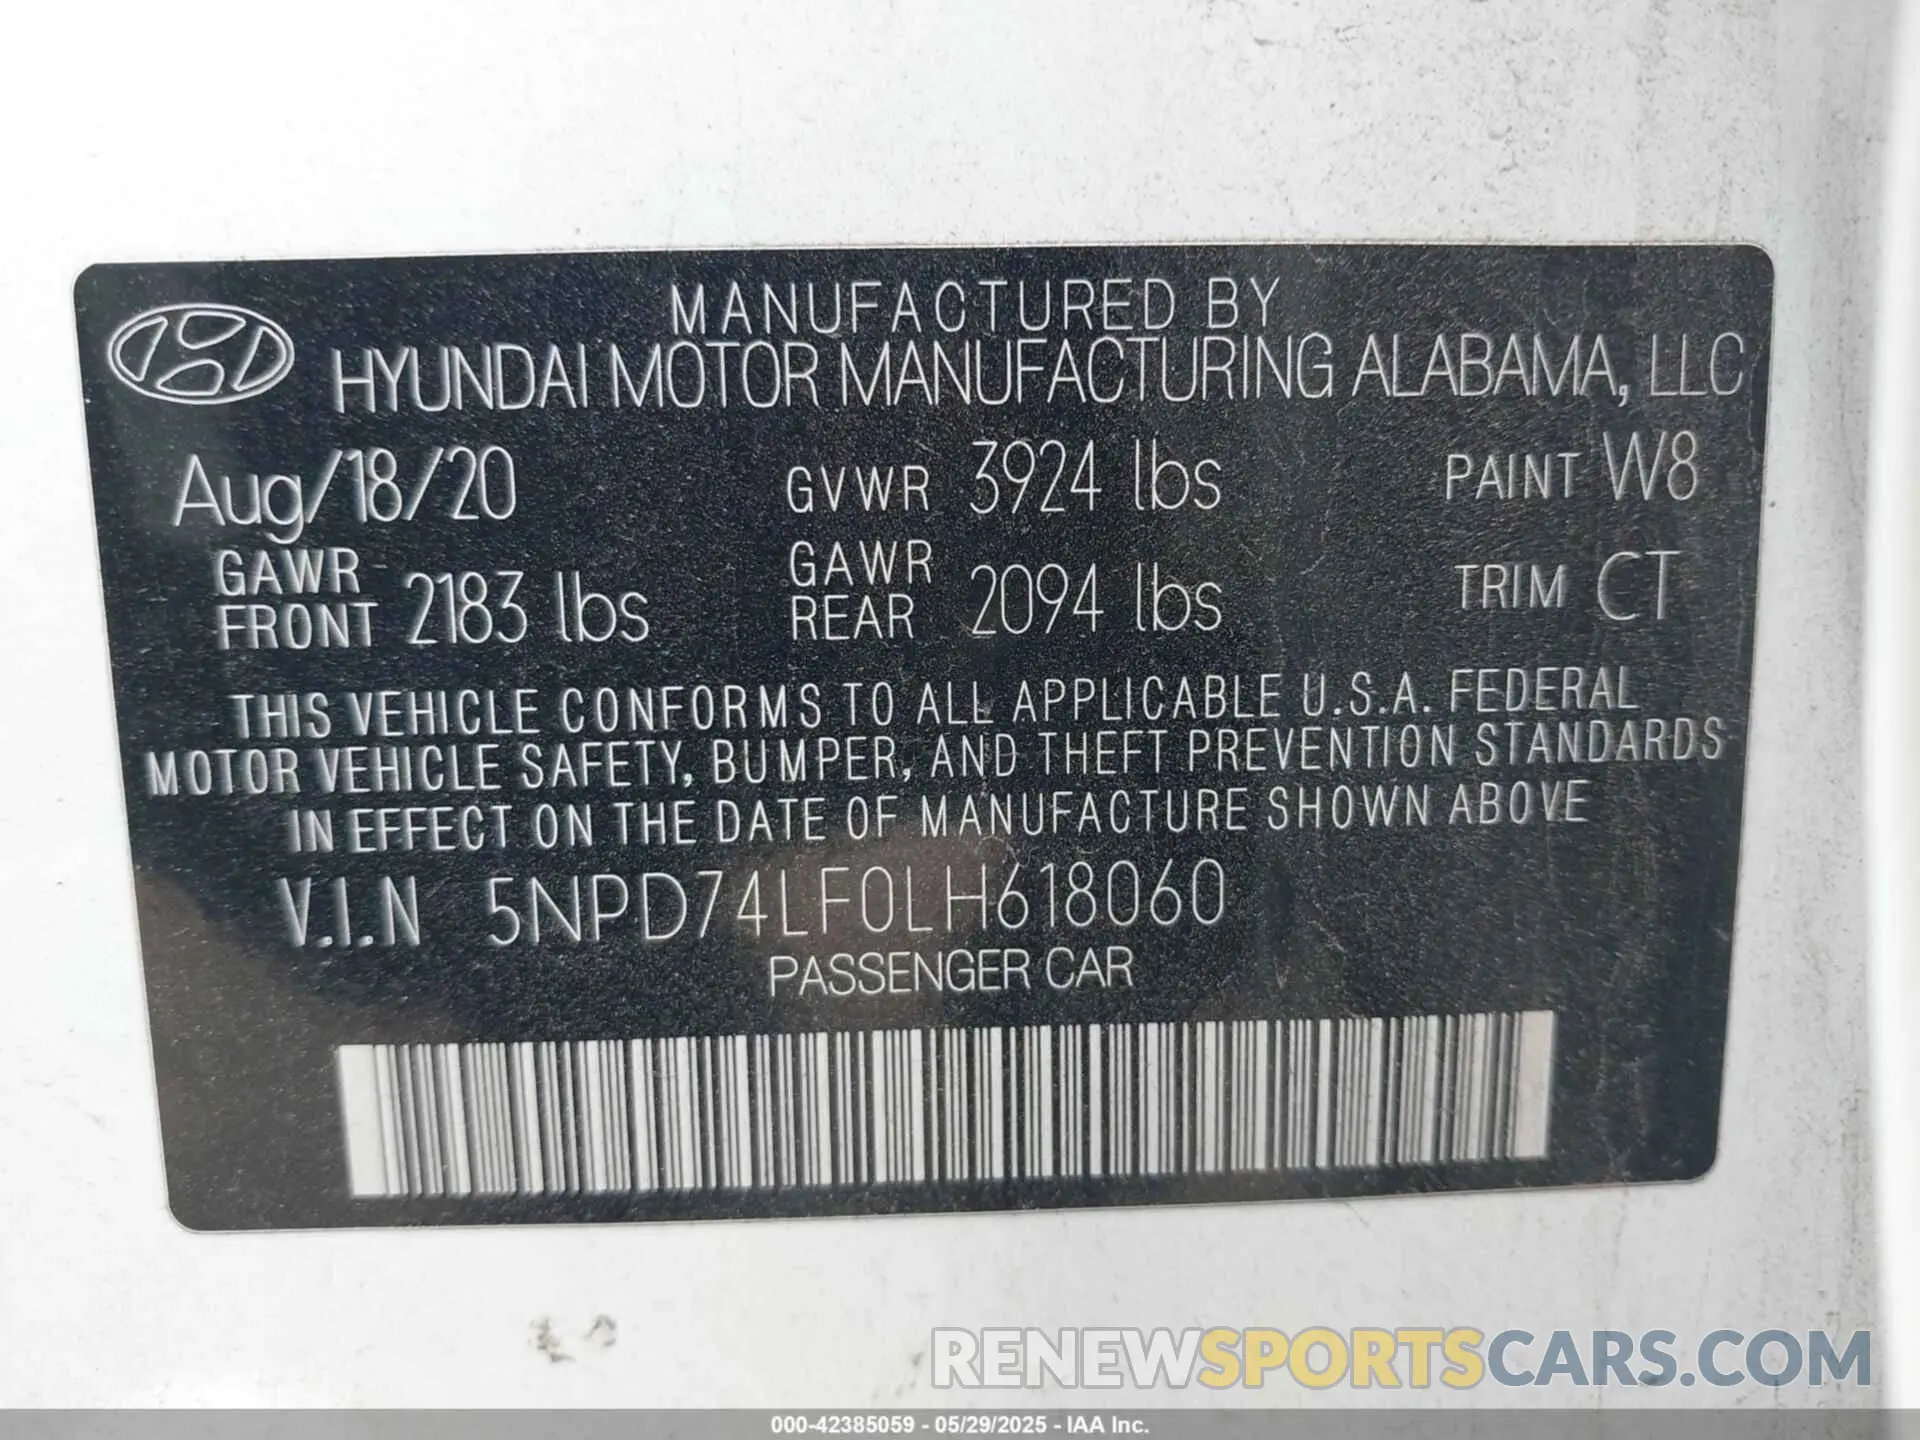 MANUFACTURED BY
HYUNDAI MOTOR MANUFACTURING ALABAMA, LLC
Aug/18/20 GVWR 3924 lbs PAINT W8
GAWR FRONT 2183 lbs GAWR REAR 2094 lbs TRIM CT
THIS VEHICLE CONFORMS TO ALL APPLICABLE U.S.A. FEDERAL
MOTOR VEHICLE SAFETY, BUMPER, AND THEFT PREVENTION STANDARDS
IN EFFECT ON THE DATE OF MANUFACTURE SHOWN ABOVE
V.I.N 5NPD74LF0LH618060
PASSENGER CAR
RENEWSPORTSCARS.COM
000-42385059 - 05/29/2025 - IAA Inc.